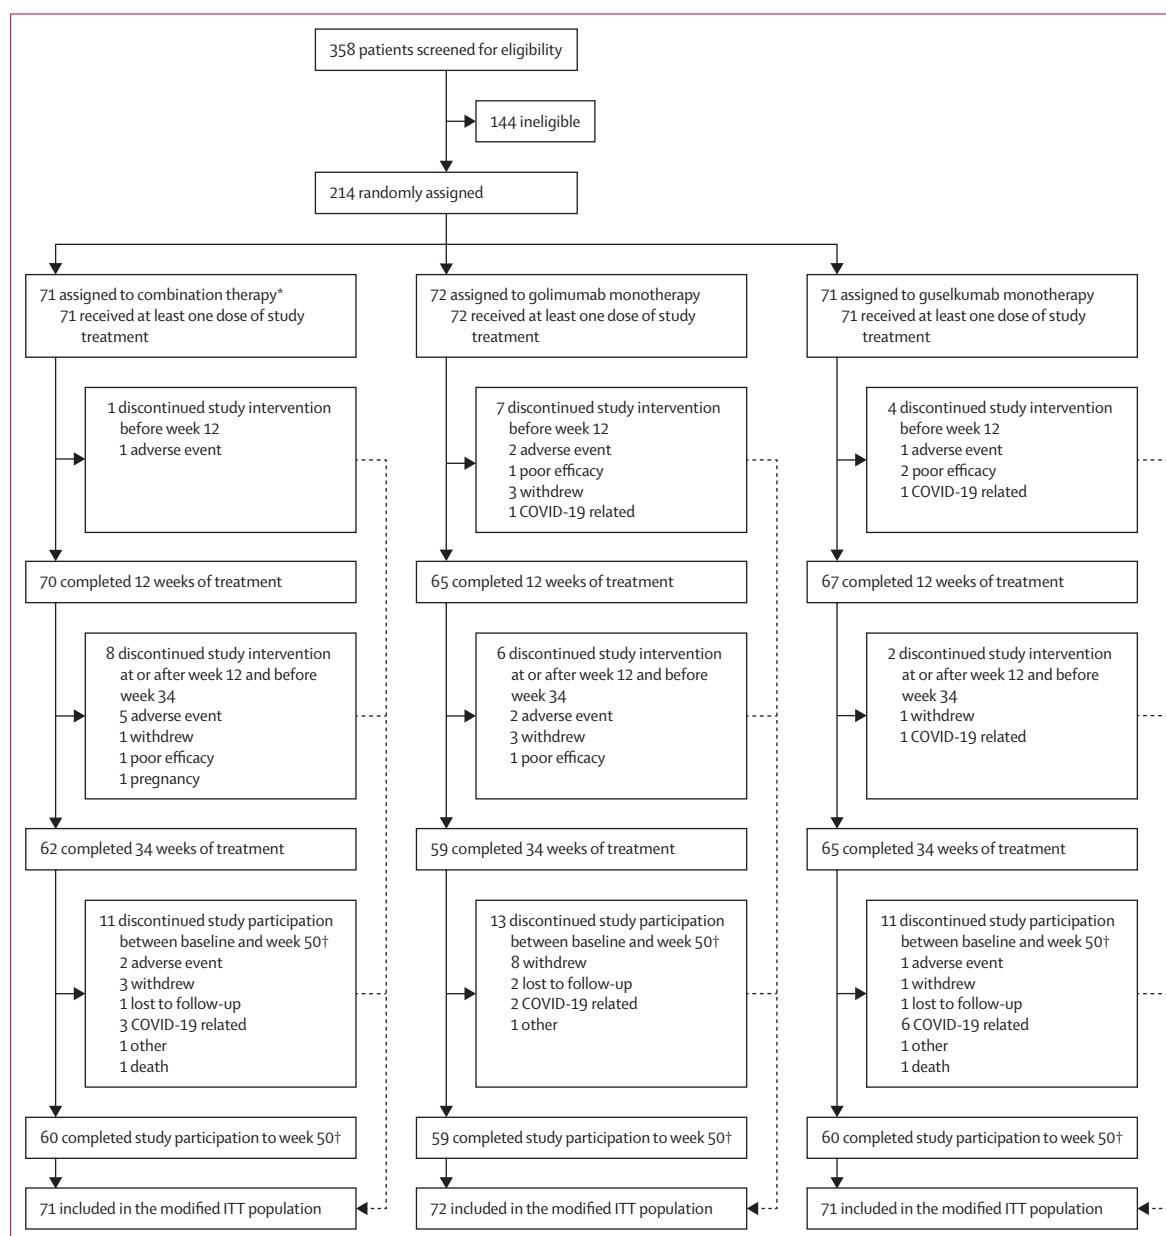 358 patients screened for eligibility
144 ineligible
214 randomly assigned
71 assigned to combination therapy*
71 received at least one dose of study
treatment
72 assigned to golimumab monotherapy
72 received at least one dose of study
treatment
71 assigned to guselkumab monotherapy
71 received at least one dose of study
treatment
1 discontinued study intervention
before week 12
1 adverse event
7 discontinued study intervention
before week 12
2 adverse event
1 poor efficacy
3 withdrew
1 COVID-19 related
4 discontinued study intervention
before week 12
1 adverse event
2 poor efficacy
1 COVID-19 related
70 completed 12 weeks of treatment
65 completed 12 weeks of treatment
67 completed 12 weeks of treatment
8 discontinued study intervention
at or after week 12 and before
week 34
5 adverse event
1 withdrew
1 poor efficacy
1 pregnancy
6 discontinued study intervention
at or after week 12 and before
week 34
2 adverse event
3 withdrew
1 poor efficacy
2 discontinued study intervention
at or after week 12 and before
week 34
1 withdrew
1 COVID-19 related
62 completed 34 weeks of treatment
59 completed 34 weeks of treatment
65 completed 34 weeks of treatment
11 discontinued study participation
between baseline and week 50†
2 adverse event
3 withdrew
1 lost to follow-up
3 COVID-19 related
1 other
1 death
13 discontinued study participation
between baseline and week 50†
8 withdrew
2 lost to follow-up
2 COVID-19 related
1 other
11 discontinued study participation
between baseline and week 50†
1 adverse event
1 withdrew
1 lost to follow-up
6 COVID-19 related
1 other
1 death
60 completed study participation to week 50†
59 completed study participation to week 50†
60 completed study participation to week 50†
71 included in the modified ITT population
72 included in the modified ITT population
71 included in the modified ITT population